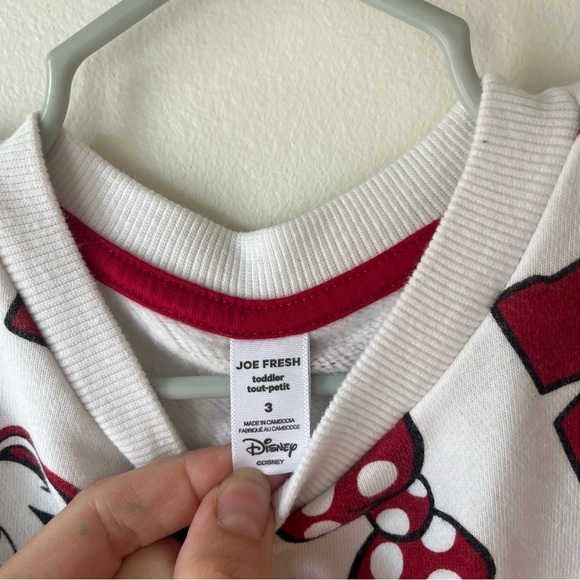 JOE FRESH
toddler
tout-petit
3
MADE IN CAMBODIA
FABRIQUÉ AU CAMBODGE
Disney
©DISNEY